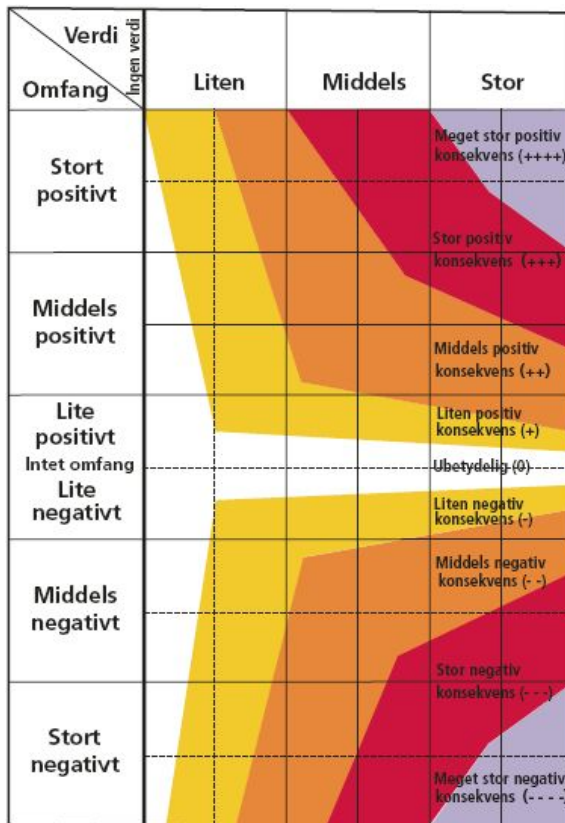 Verdi
Ingen verdi
Omfang
Liten
Middels
Stor
Stort
positivt
Meget stor positiv
konsekvens (++++)
Stor positiv
konsekvens (+++)
Middels
positivt
Middels positiv
konsekvens (++)
Lite
positivt
Liten positiv
konsekvens (+)
Intet omfang
Ubetydelig (0)
Lite
negativt
Liten negativ
konsekvens (-)
Middels
negativt
Middels negativ
konsekvens (- -)
Stor negativ
konsekvens (- - -)
Stort
negativt
Meget stor negativ
konsekvens (- - - -)